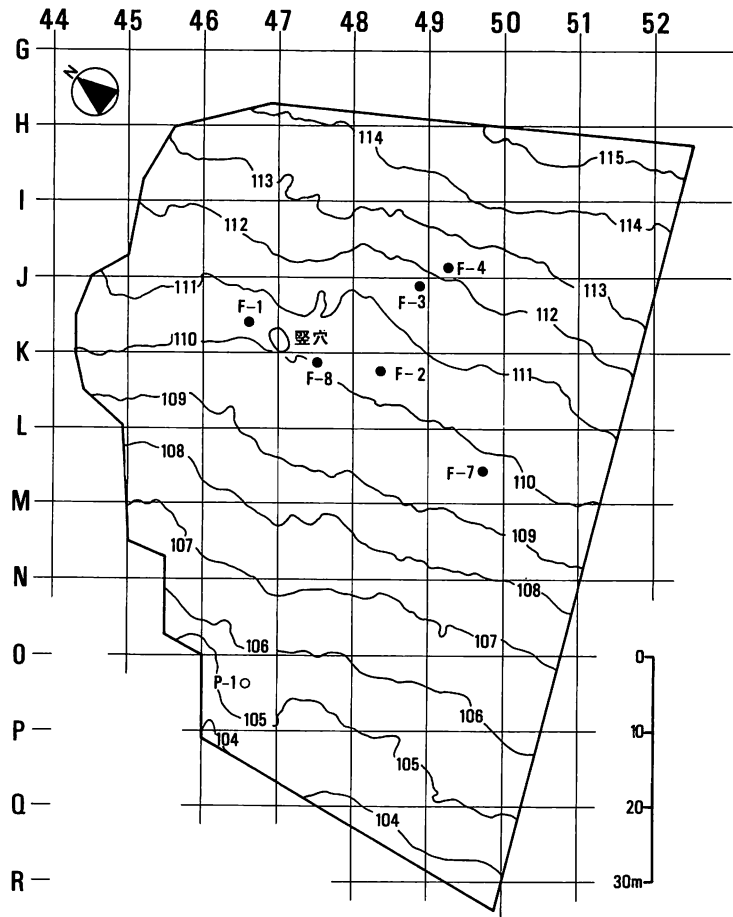 44 45 46 47 48 49 50 51 52
G
N
H
114
115
113
I
112
114
F-4
J
111
F-3
113
F-1
112
110
竪穴
K
F-8
F-2
111
109
L
108
F-7
110
M
107
109
N
108
106
107
O
0
P-1
105
106
P
104
10
105
Q
104
20
R
30m